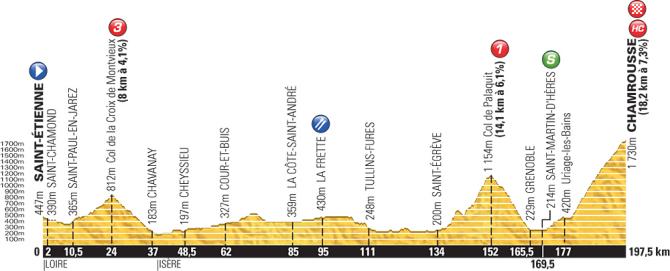 3
1
S
HC
SAINT-ÉTIENNE
SAINT-CHAMOND
SAINT-PAUL-EN-JAREZ
Col de la Croix de Montvieux
(8 km à 4,1%)
CHAVANAY
CHEYSSIEU
COUR-ET-BUIS
LA CÔTE-SAINT-ANDRÉ
LA FRETTE
TULLINS-FURES
SAINT-ÉGRÈVE
Col de Palaquit
(14,1 km à 6,1%)
GRENOBLE
SAINT-MARTIN-D'HÈRES
Uriage-les-Bains
CHAMROUSSE
(18,2 km à 7,3%)
447m
390m
365m
812m
183m
197m
327m
359m
430m
248m
200m
1 154m
229m
214m
420m
1 730m
1700m
1600m
1500m
1400m
1300m
1200m
1100m
1000m
900m
800m
700m
600m
500m
400m
300m
200m
100m
0 2 10,5 24 37 48,5 62 85 95 111 134 152 165,5 177 197,5 km
169,5
LOIRE ISÈRE